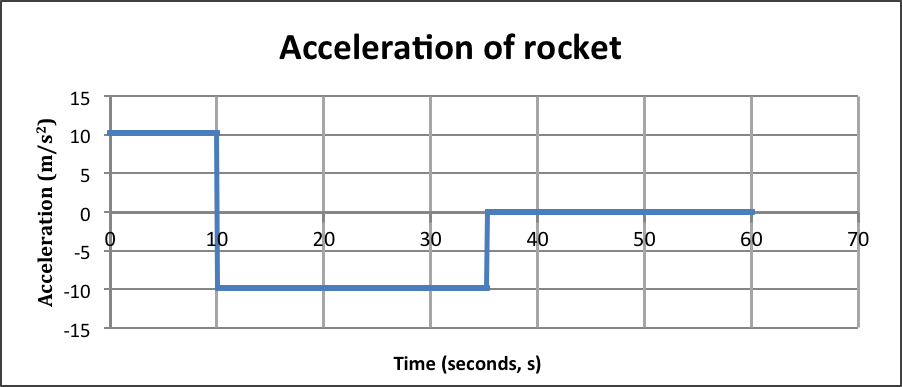 Acceleration of rocket
Acceleration (m/s²)
15
10
5
0
-5
-10
-15
0 10 20 30 40 50 60 70
Time (seconds, s)